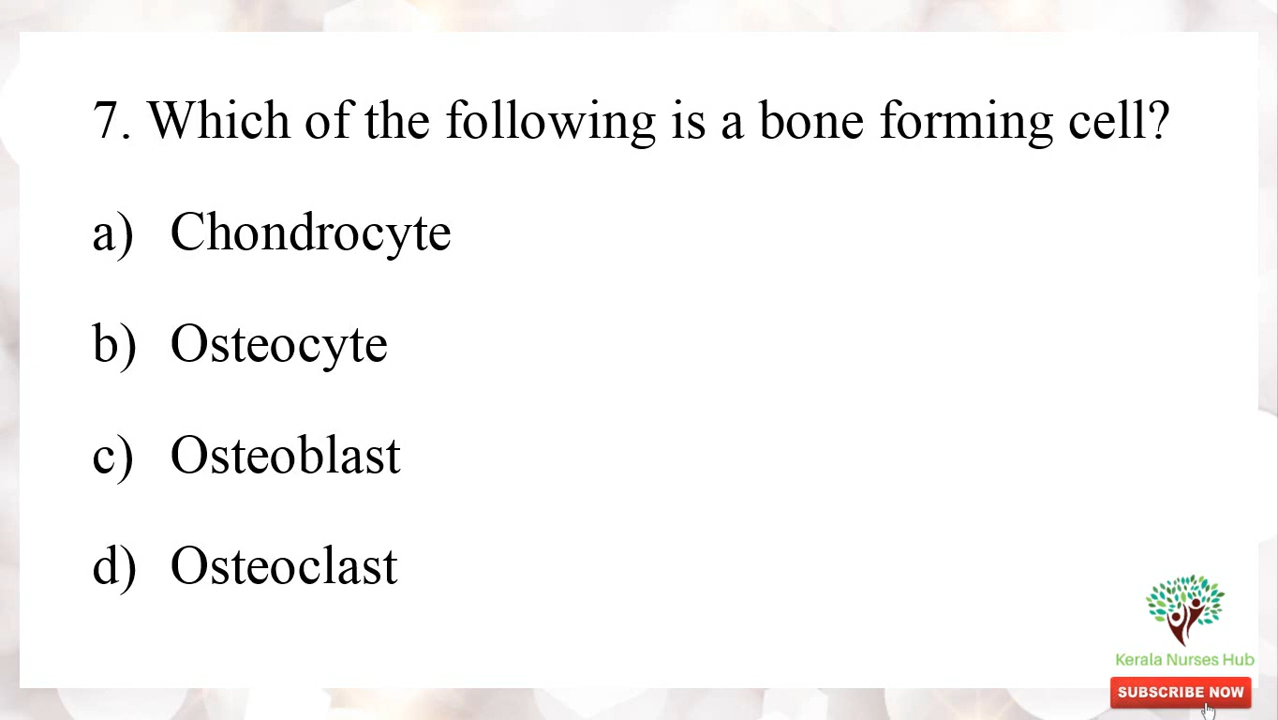 7. Which of the following is a bone forming cell?
a) Chondrocyte
b) Osteocyte
c) Osteoblast
d) Osteoclast
Kerala Nurses Hub
SUBSCRIBE NOW